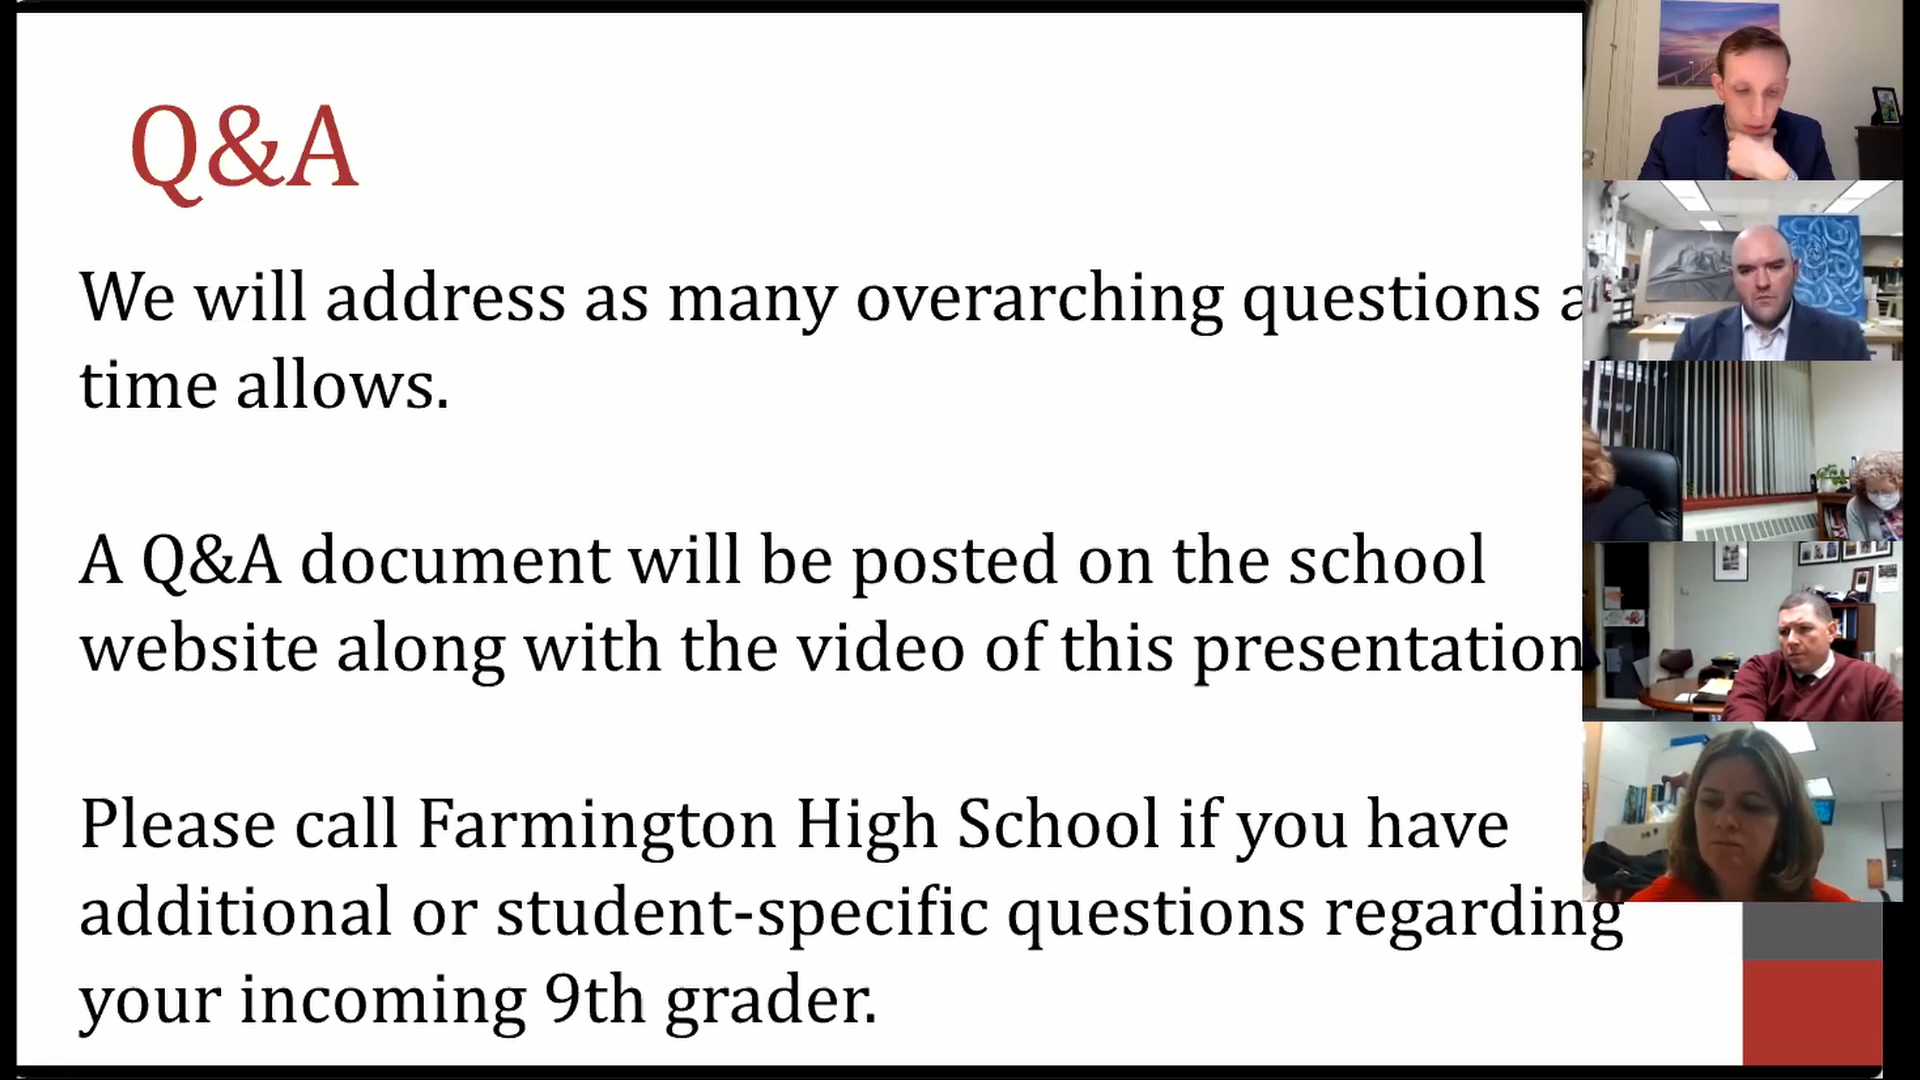 Q&A
We will address as many overarching questions
time allows.
A Q&A document will be posted on the school
website along with the video of this presentation
Please call Farmington High School if you have
additional or student-specific questions regarding
your incoming 9th grader.